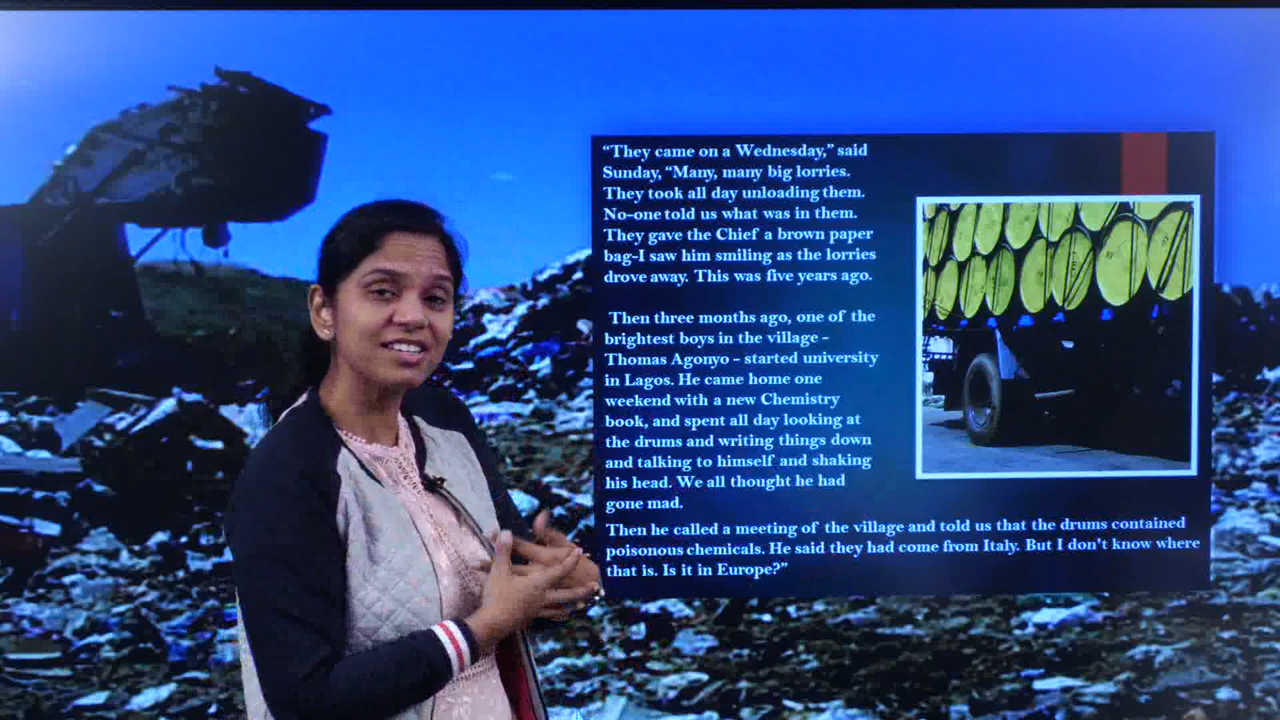 “They came on a Wednesday,” said
Sunday, “Many, many big lorries.
They took all day unloading them.
No-one told us what was in them.
They gave the Chief a brown paper
bag-I saw him smiling as the lorries
drove away. This was five years ago.
Then three months ago, one of the
brightest boys in the village –
Thomas Agonyo – started university
in Lagos. He came home one
weekend with a new Chemistry
book, and spent all day looking at
the drums and writing things down
and talking to himself and shaking
his head. We all thought he had
gone mad.
Then he called a meeting of the village and told us that the drums contained
poisonous chemicals. He said they had come from Italy. But I don't know where
that is. Is it in Europe?”